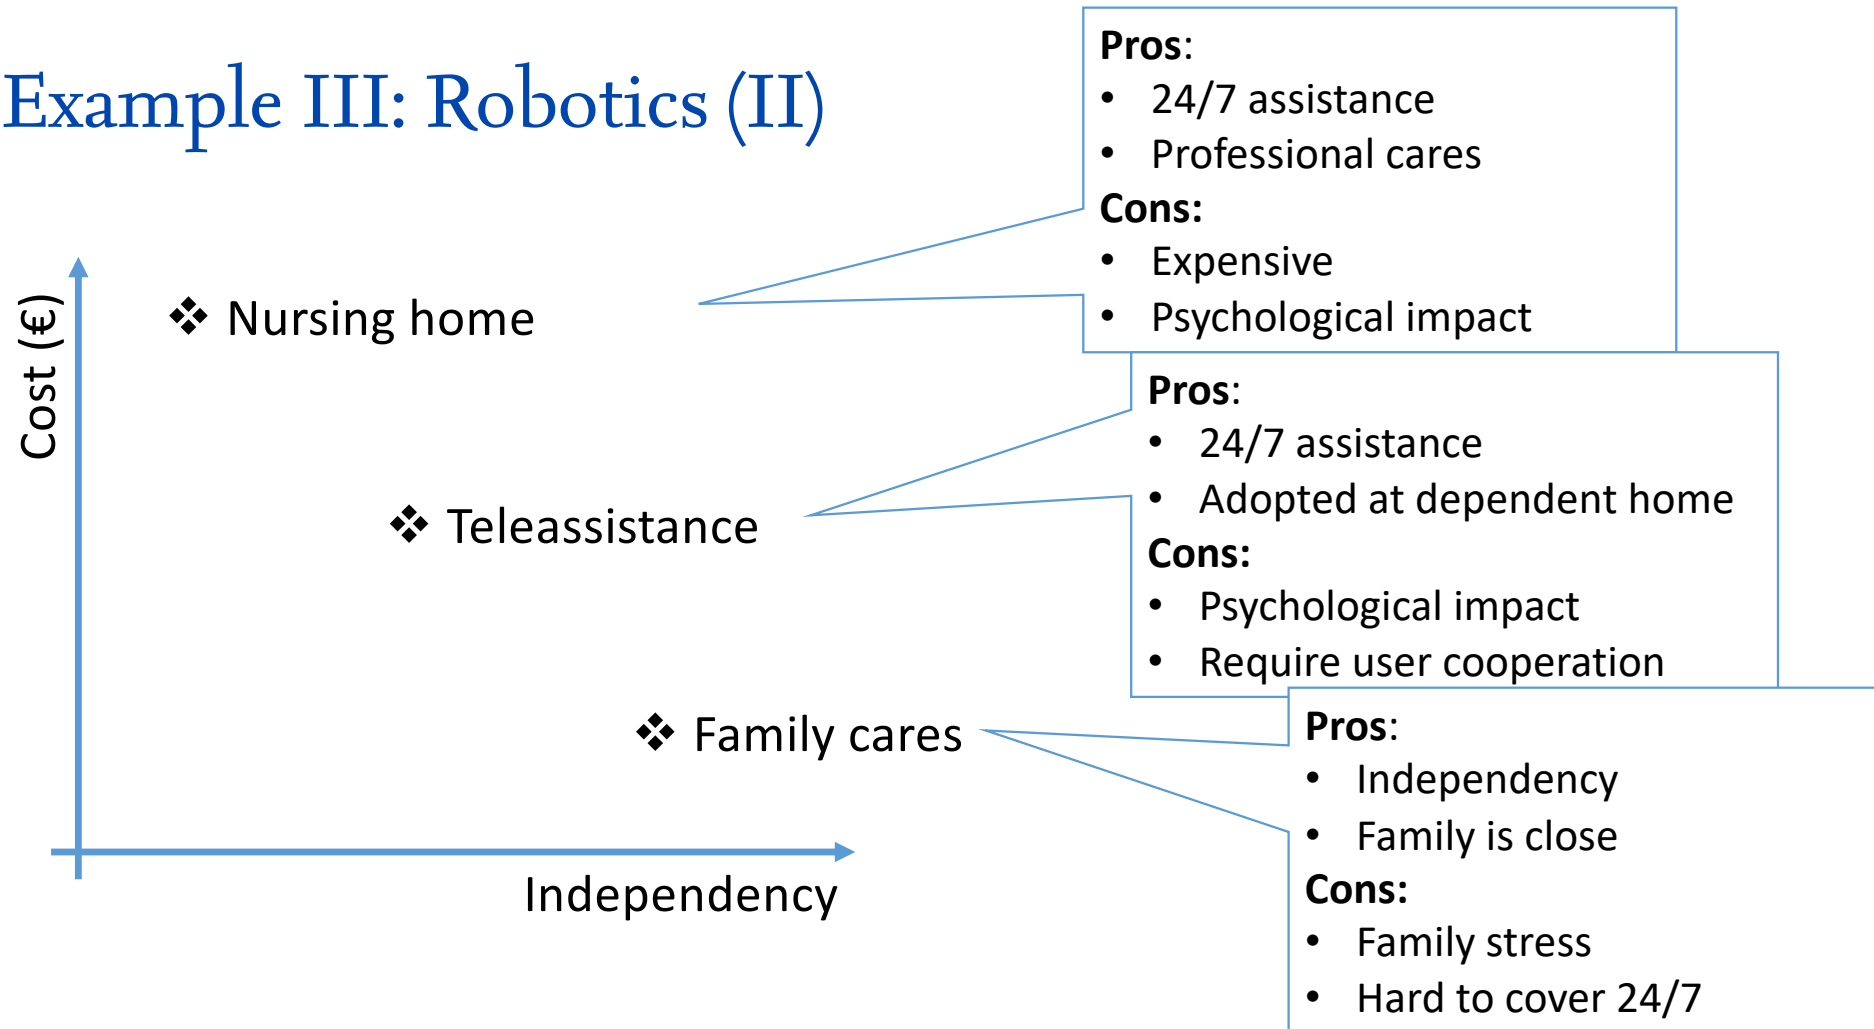 Example III: Robotics (II)
Cost (€)
❖ Nursing home
❖ Teleassistance
❖ Family cares
Independency
Pros:
• 24/7 assistance
• Professional cares
Cons:
• Expensive
• Psychological impact
Pros:
• 24/7 assistance
• Adopted at dependent home
Cons:
• Psychological impact
• Require user cooperation
Pros:
• Independency
• Family is close
Cons:
• Family stress
• Hard to cover 24/7